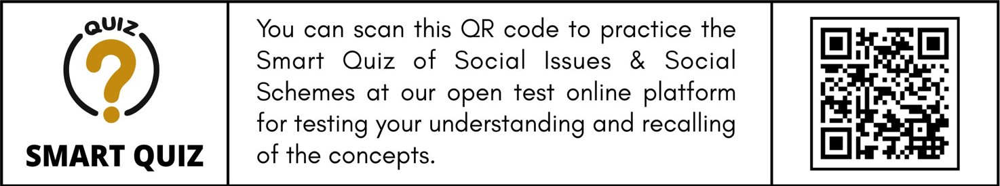 QUIZ
SMART QUIZ
You can scan this QR code to practice the
Smart Quiz of Social Issues & Social
Schemes at our open test online platform
for testing your understanding and recalling
of the concepts.